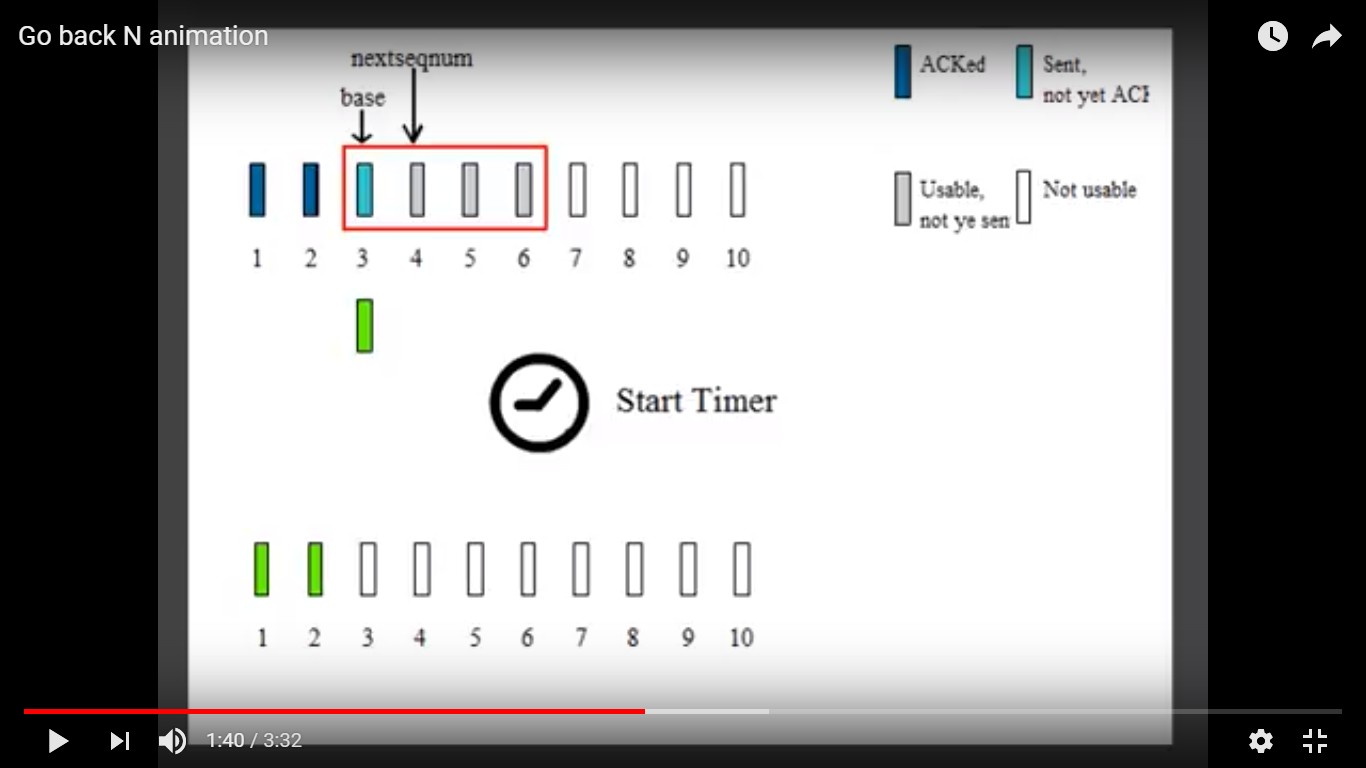 Go back N animation
nextseqnum
base
ACKed
Sent,
not yet ACK
Usable,
not ye sen
Not usable
1 2 3 4 5 6 7 8 9 10
Start Timer
1 2 3 4 5 6 7 8 9 10
1:40 / 3:32